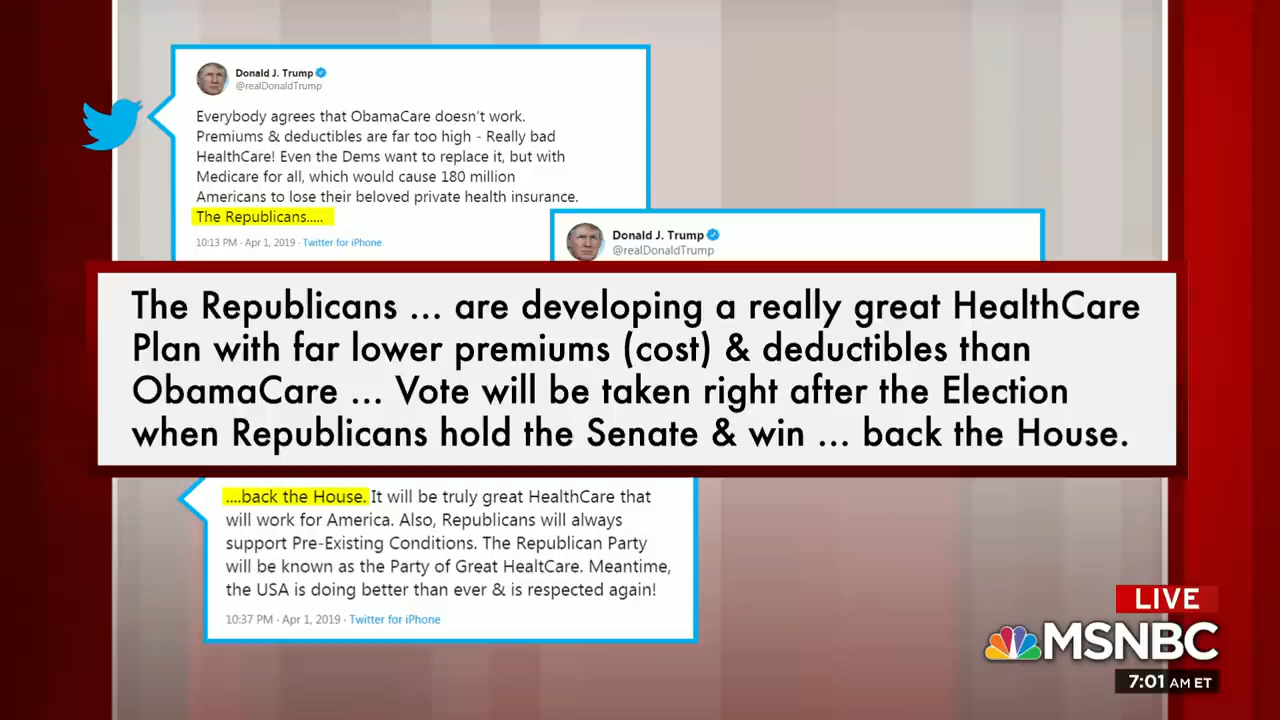 Donald J. Trump
@realDonaldTrump
Everybody agrees that ObamaCare doesn't work.
Premiums & deductibles are far too high - Really bad
HealthCare! Even the Dems want to replace it, but with
Medicare for all, which would cause 180 million
Americans to lose their beloved private health insurance.
The Republicans.....
10:13 PM · Apr 1, 2019 · Twitter for iPhone
Donald J. Trump
@realDonaldTrump
The Republicans ... are developing a really great HealthCare
Plan with far lower premiums (cost) & deductibles than
ObamaCare ... Vote will be taken right after the Election
when Republicans hold the Senate & win ... back the House.
....back the House. It will be truly great HealthCare that
will work for America. Also, Republicans will always
support Pre-Existing Conditions. The Republican Party
will be known as the Party of Great HealtCare. Meantime,
the USA is doing better than ever & is respected again!
10:37 PM · Apr 1, 2019 · Twitter for iPhone
LIVE
MSNBC
7:01 AM ET